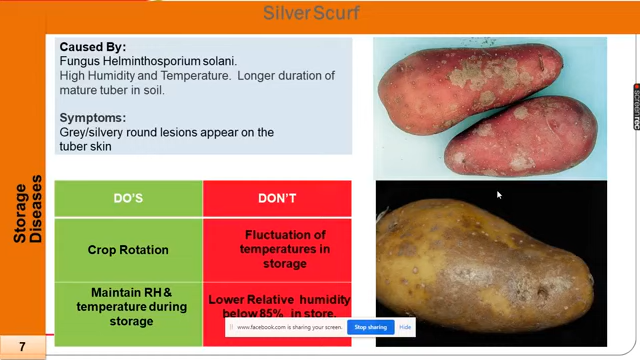 Silver Scurf
Caused By:
Fungus Helminthosporium solani.
High Humidity and Temperature.  Longer duration of
mature tuber in soil.
Symptoms:
Grey/silvery round lesions appear on the
tuber skin
Storage
Diseases
DO'S
DON'T
Crop Rotation
Fluctuation of
temperatures in
storage
Maintain RH &
temperature during
storage
Lower Relative humidity
below 85%  in store.
www.facebook.com is sharing your screen.
Stop sharing
Hide
7
screenrec